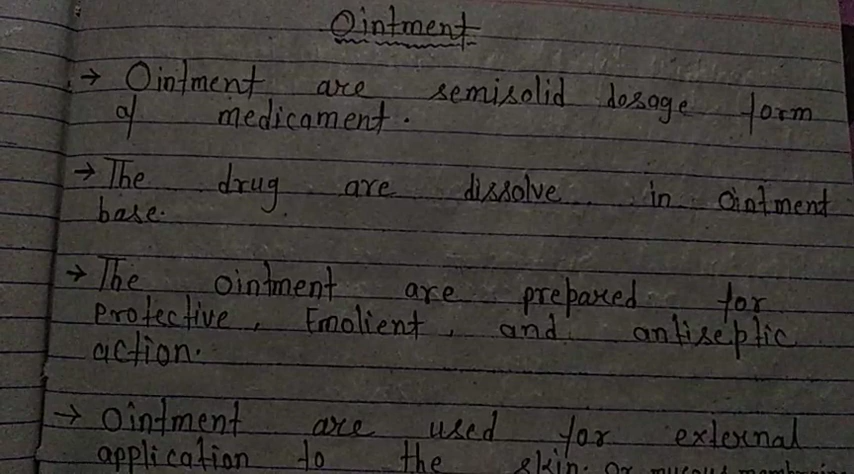 Ointment
→ Ointment are semisolid dosage form
of medicament.
→ The drug are dissolve in ointment
base.
→ The ointment are prepared for
protective, Emolient, and antiseptic
action.
→ Ointment are used for external
application to the skin. or